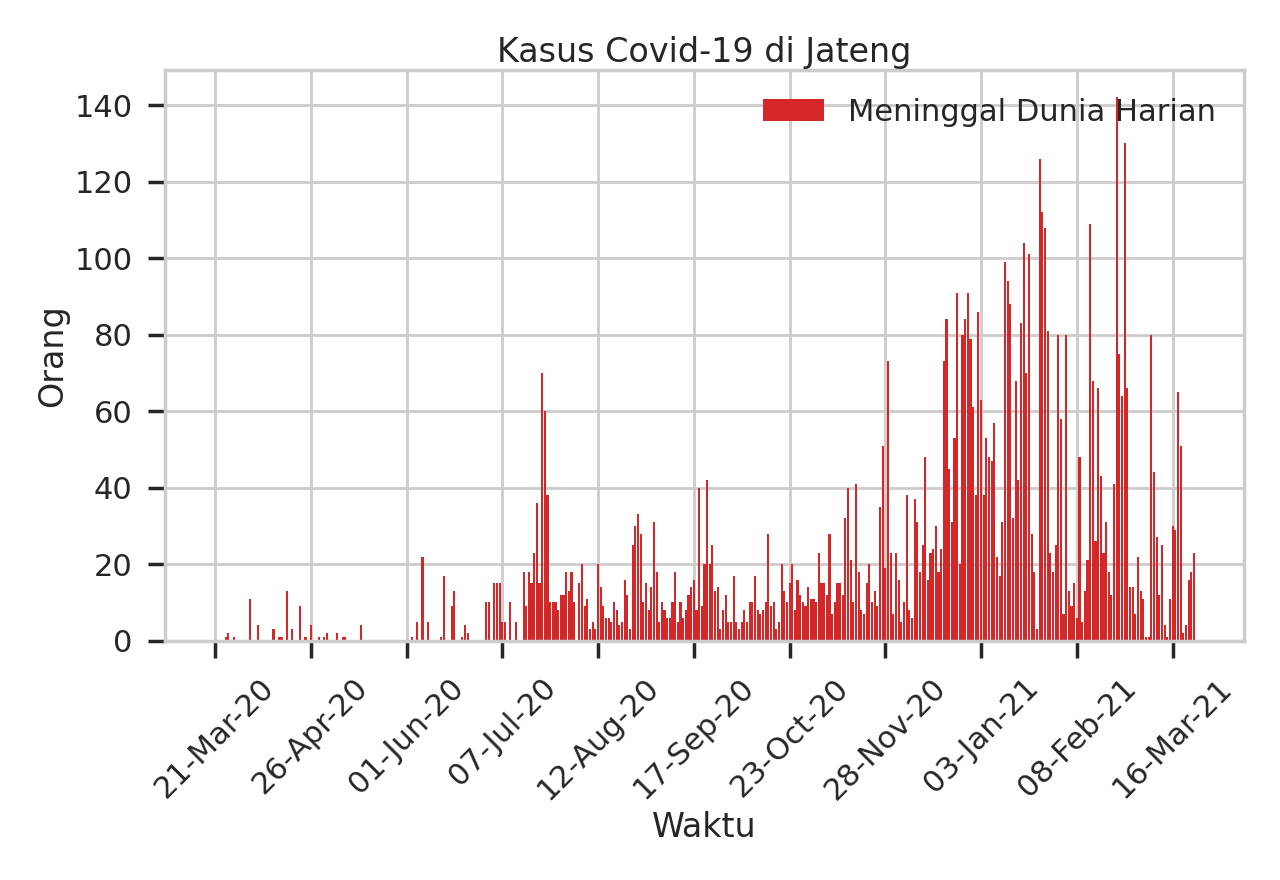 Kasus Covid-19 di Jateng
Meninggal Dunia Harian
140
120
100
80
60
40
20
0
Orang
21-Mar-20
26-Apr-20
01-Jun-20
07-Jul-20
12-Aug-20
17-Sep-20
23-Oct-20
28-Nov-20
03-Jan-21
08-Feb-21
16-Mar-21
Waktu